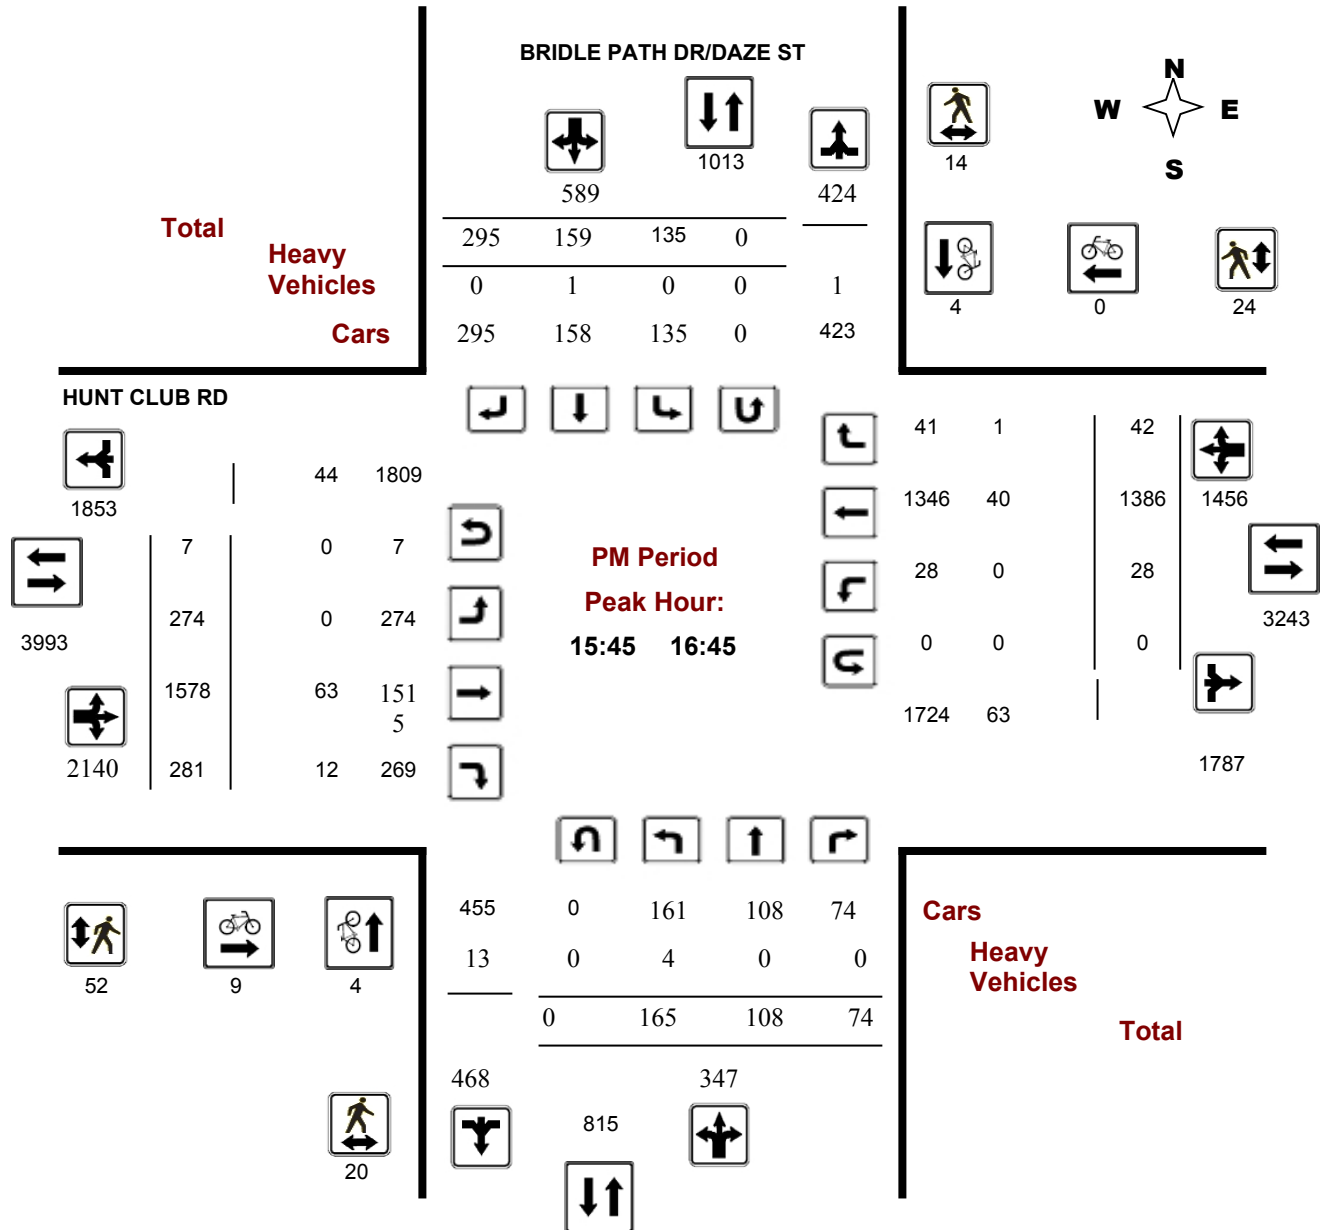 BRIDLE PATH DR/DAZE ST
N
W E
S
1013
14
589 424
Total
295 159 135 0
Heavy
Vehicles
0 1 0 0 1
4 0 24
Cars
295 158 135 0 423
HUNT CLUB RD
41 1 42
44 1809
1853
1346 40 1386 1456
7 0 7
PM Period
28 0 28
Peak Hour:
274 0 274
3243
3993
15:45 16:45
0 0 0
1578 63 151
5
1724 63
2140 281 12 269
1787
455 0 161 108 74
Cars
13 0 4 0 0
Heavy
Vehicles
52 9 4
0 165 108 74
Total
468 347
815
20